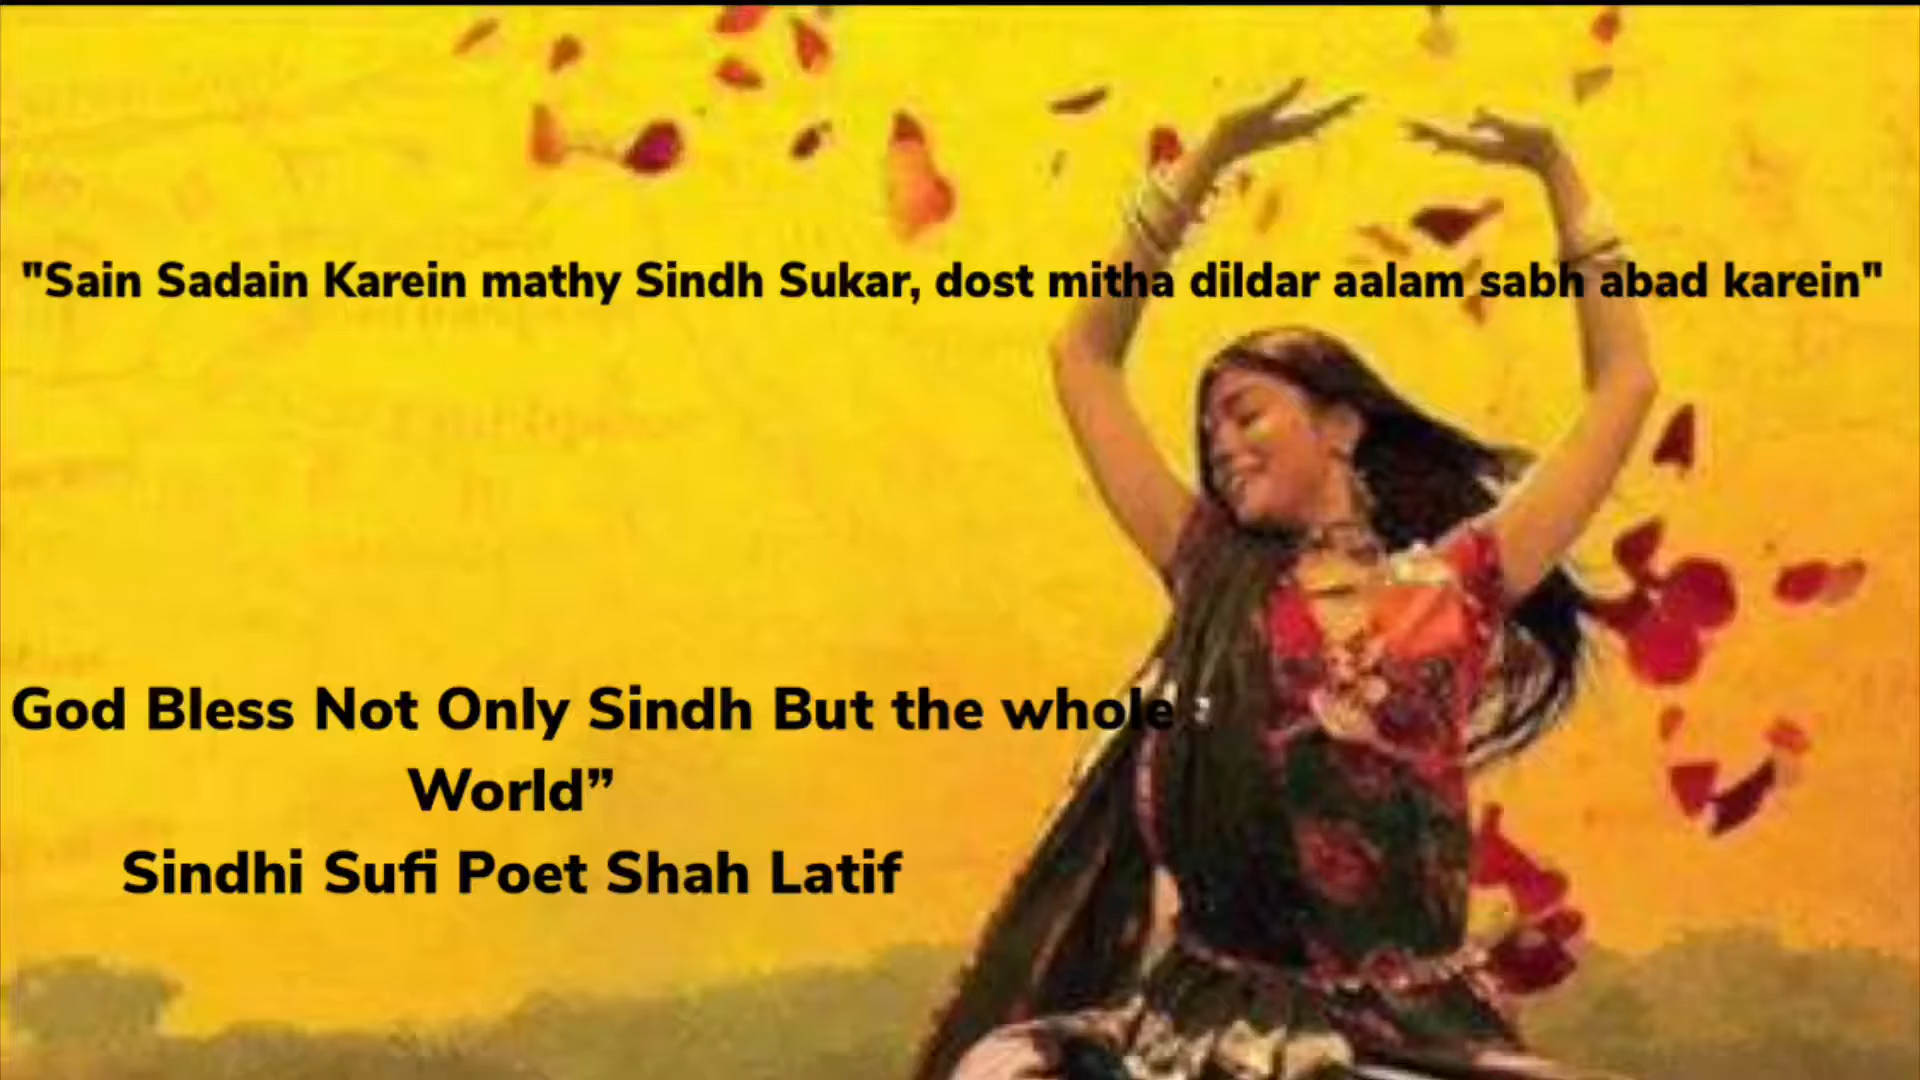 "Sain Sadain Karein mathy Sindh Sukar, dost mitha dildar aalam sabh abad karein"
God Bless Not Only Sindh But the whole
World”
Sindhi Sufi Poet Shah Latif